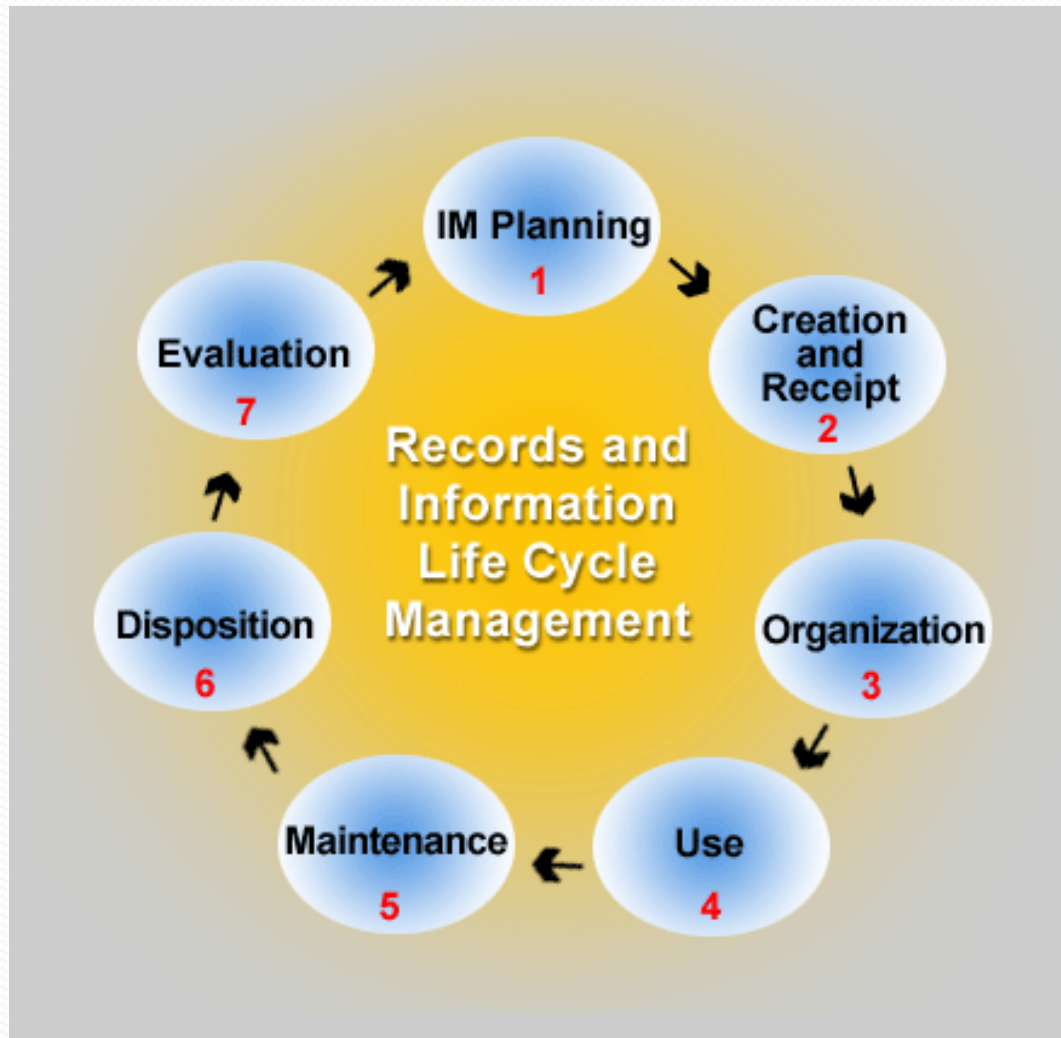 IM Planning
1
Creation
and
Receipt
2
Organization
3
Use
4
Maintenance
5
Disposition
6
Evaluation
7
Records and
Information
Life Cycle
Management